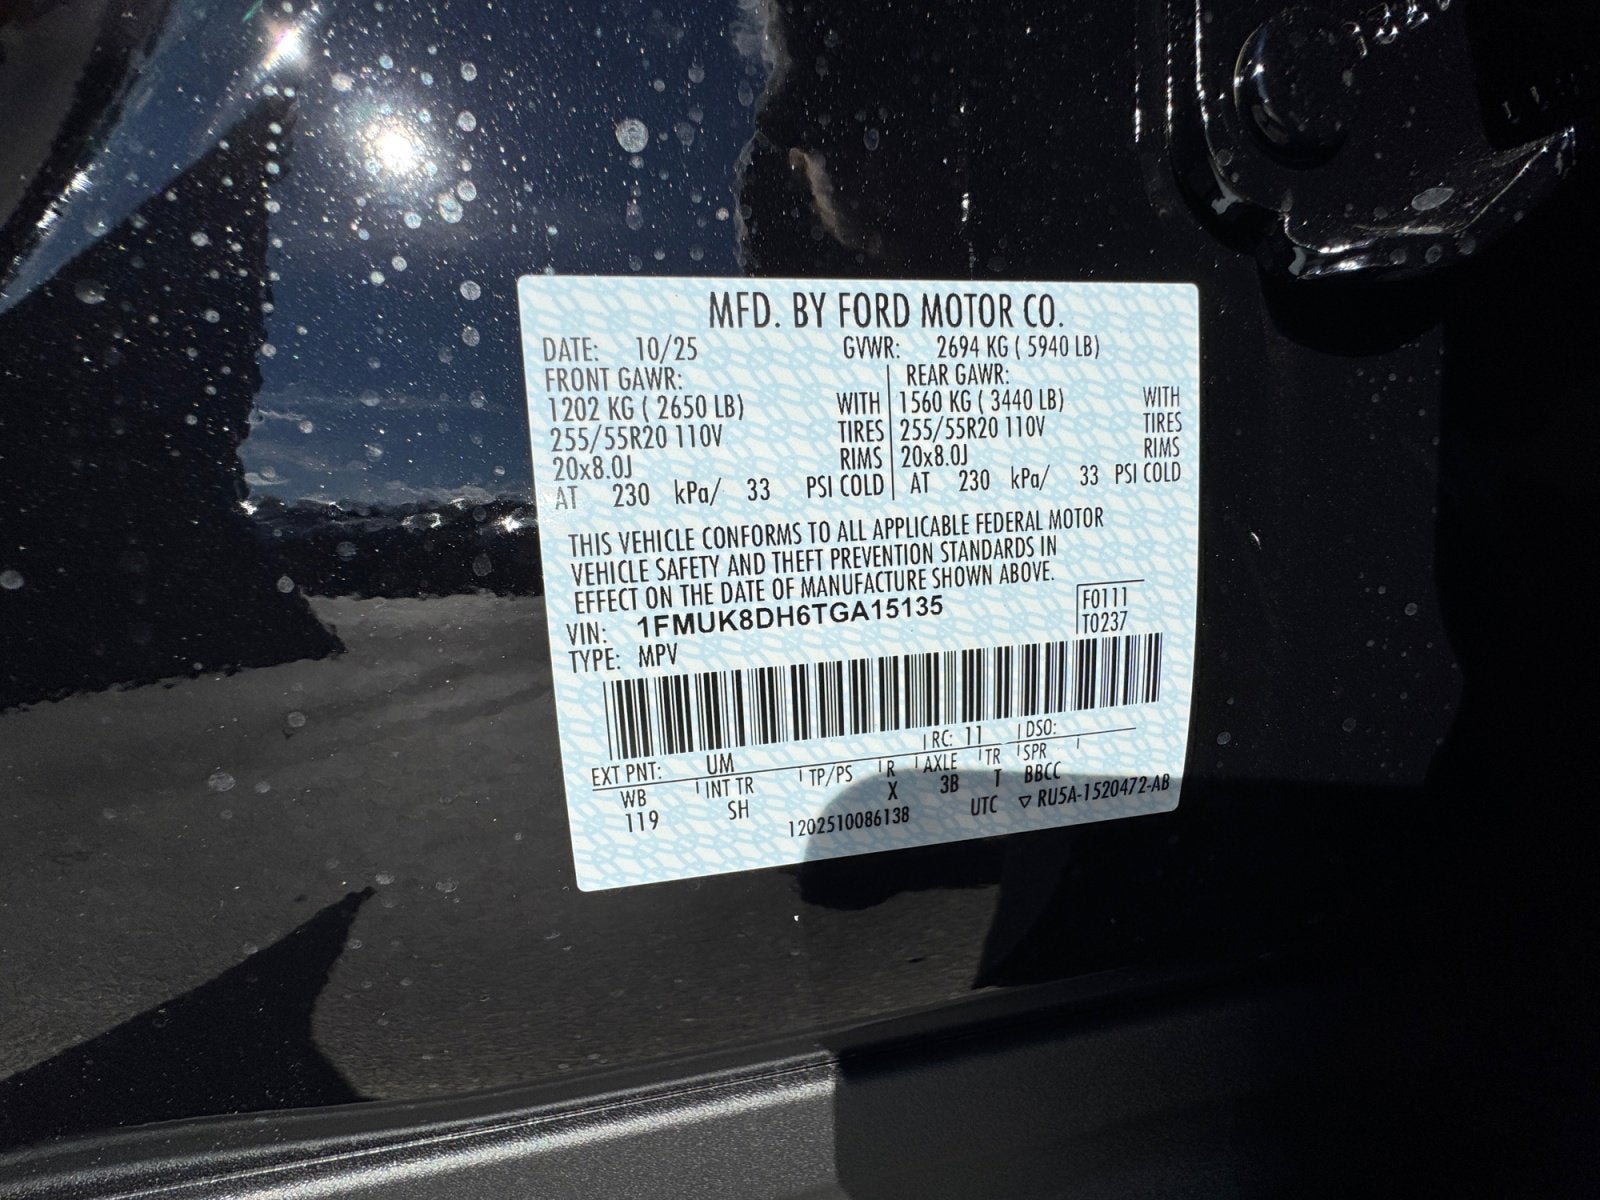 MFD. BY FORD MOTOR CO.
DATE: 10/25 GVWR: 2694 KG ( 5940 LB)
FRONT GAWR: REAR GAWR:
1202 KG ( 2650 LB) WITH 1560 KG ( 3440 LB) WITH
255/55R20 110V TIRES 255/55R20 110V TIRES
20x8.0J RIMS 20x8.0J RIMS
AT 230 kPa/ 33 PSI COLD AT 230 kPa/ 33 PSI COLD
THIS VEHICLE CONFORMS TO ALL APPLICABLE FEDERAL MOTOR
VEHICLE SAFETY AND THEFT PREVENTION STANDARDS IN
EFFECT ON THE DATE OF MANUFACTURE SHOWN ABOVE.
VIN: 1FMUK8DH6TGA15135 F0111
TYPE: MPV T0237
EXT PNT: UM RC: 11 DSO:
WB INT TR TP/PS R AXLE TR SPR
119 SH X 3B T BBCC
1202510086138 UTC ▽ RU5A-1520472-AB